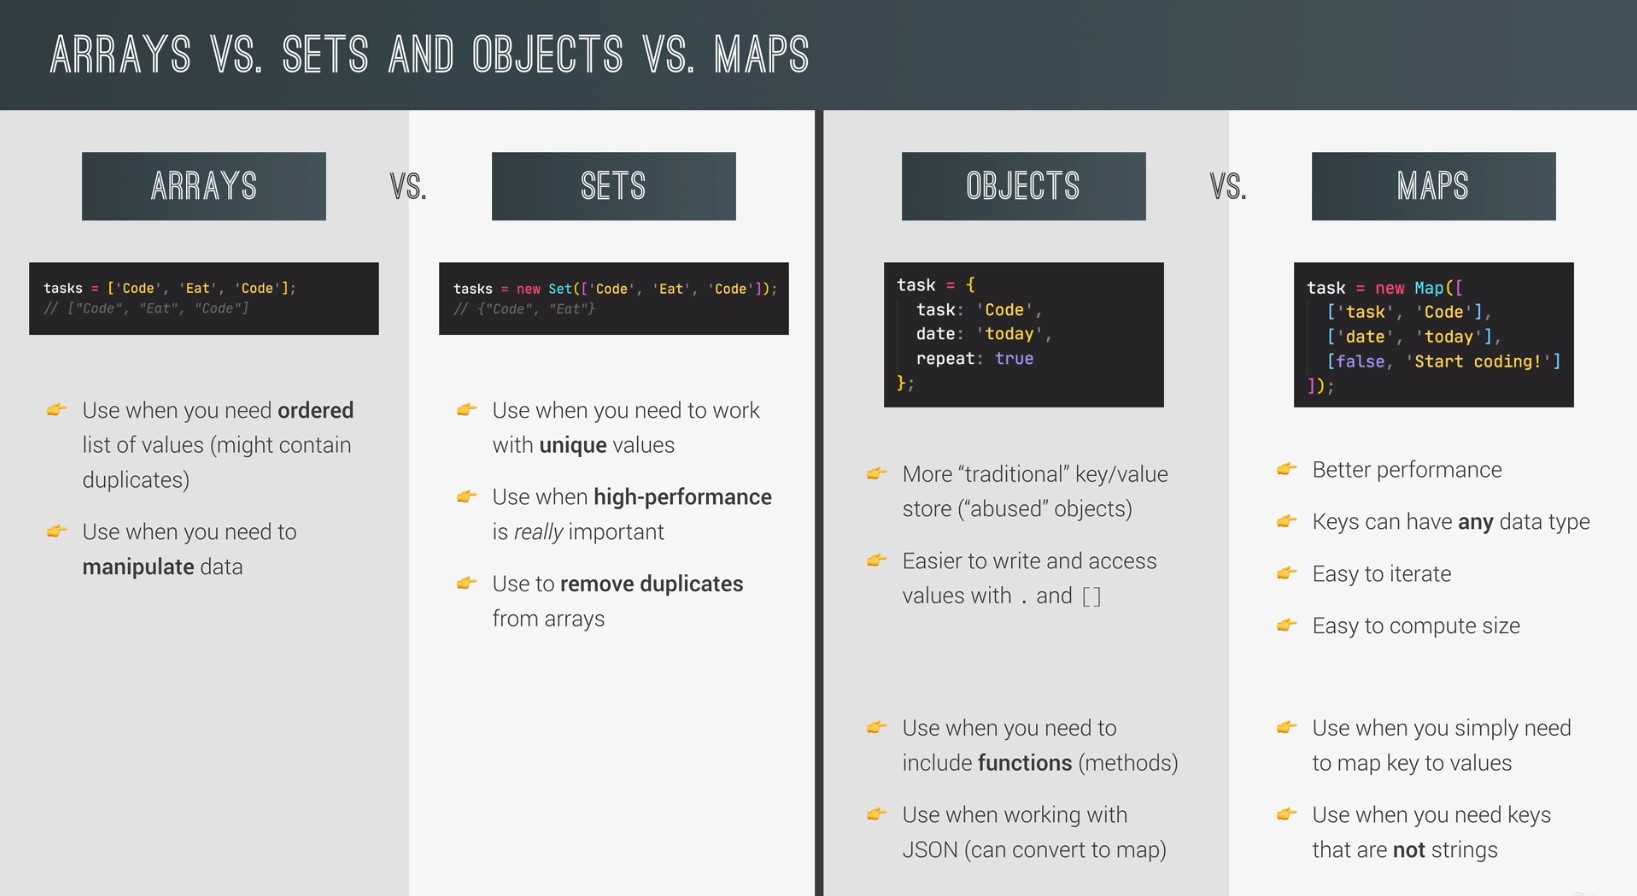 ARRAYS VS. SETS AND OBJECTS VS. MAPS
ARRAYS
VS.
SETS
tasks = ['Code', 'Eat', 'Code'];
// ["Code", "Eat", "Code"]
tasks = new Set(['Code', 'Eat', 'Code']);
// {"Code", "Eat"}
Use when you need ordered
list of values (might contain
duplicates)
Use when you need to
manipulate data
Use when you need to work
with unique values
Use when high-performance
is really important
Use to remove duplicates
from arrays
OBJECTS
VS.
MAPS
task = {
task: 'Code',
date: 'today',
repeat: true
};
More “traditional” key/value
store (“abused” objects)
Easier to write and access
values with . and []
Use when you need to
include functions (methods)
Use when working with
JSON (can convert to map)
task = new Map([
['task', 'Code'],
['date', 'today'],
[false, 'Start coding!']
]);
Better performance
Keys can have any data type
Easy to iterate
Easy to compute size
Use when you simply need
to map key to values
Use when you need keys
that are not strings